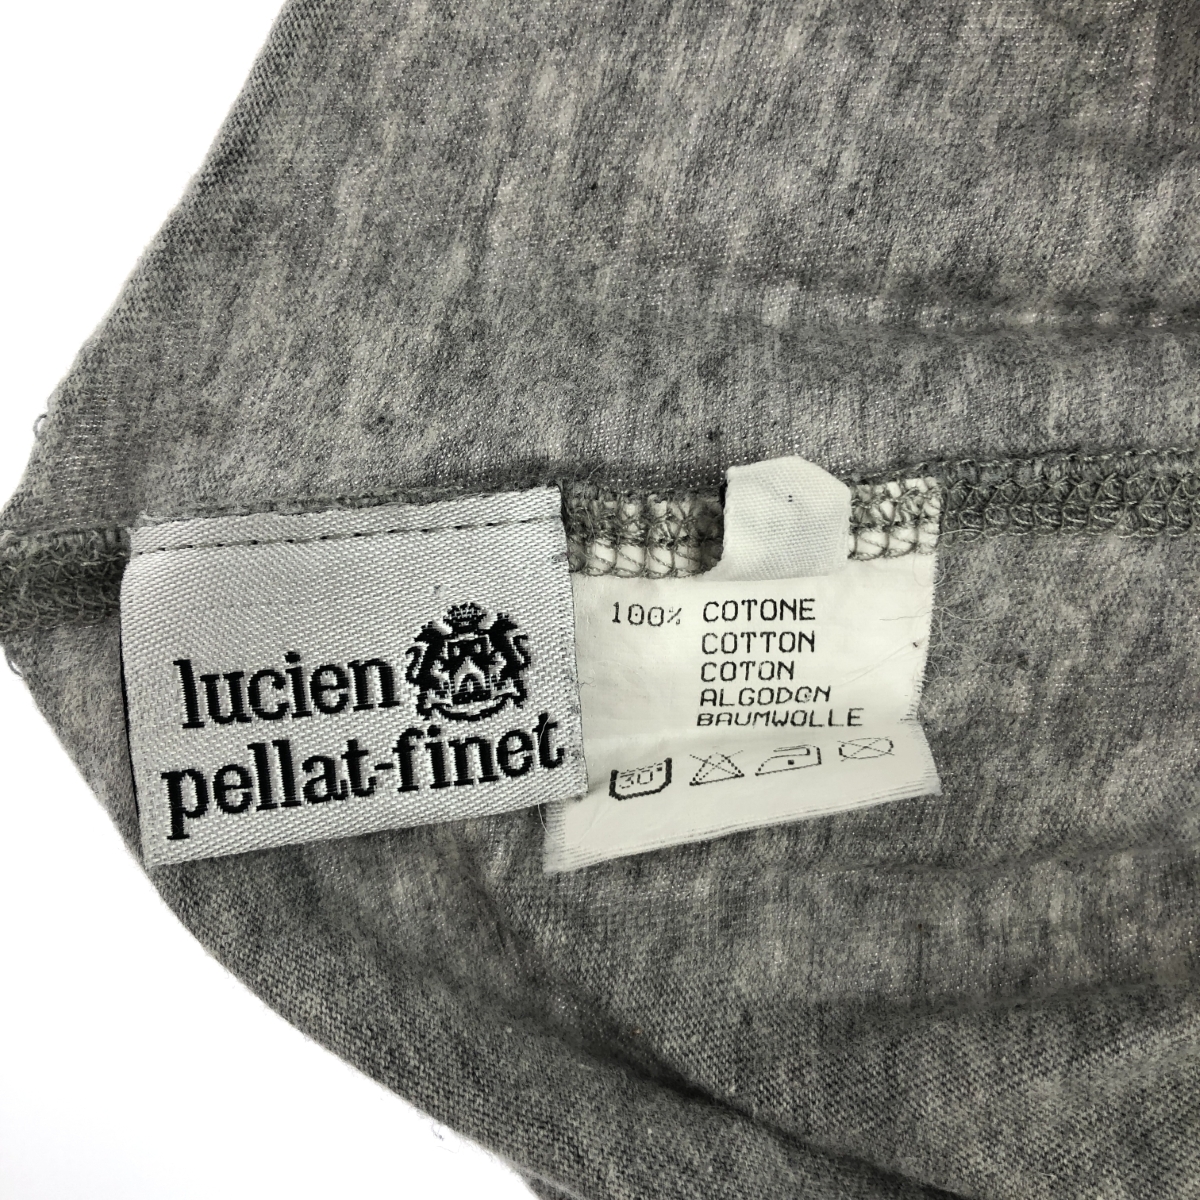 lucien
pellat-finet
100% COTONE
COTTON
COTON
ALGODON
BAUMWOLLE
30°